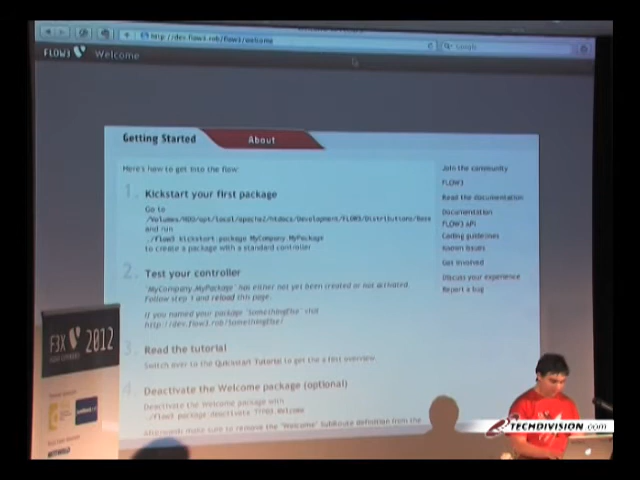 http://dev.flow3.rob/flow3/welcome
Google
FLOW3 Welcome
Getting Started
About
Here's how to get into the flow
1. Kickstart your first package
Go to
/Volumes/HDD/opt/local/apache2/htdocs/Development/FLOW3/Distributions/Base
and run
./flow3 kickstart:package MyCompany.MyPackage
to create a package with a standard controller
2. Test your controller
"MyCompany.MyPackage" has either not yet been created or not activated.
Follow step 1 and reload this page.
If you named your package "SomethingElse" visit
http://dev.flow3.rob/SomethingElse/
3. Read the tutorial
Switch over to the Quickstart Tutorial to get the a first overview.
4. Deactivate the Welcome package (optional)
Deactivate the Welcome package with
./flow3 package:deactivate TYPO3.Welcome
Afterwards make sure to remove the "Welcome" SubRoute definition from the
Join the community
FLOW3
Read the documentation
Documentation
FLOW3 API
Coding guidelines
Known issues
Get involved
Discuss your experience
Report a bug
F3X 2012
TECHDIVISION.com